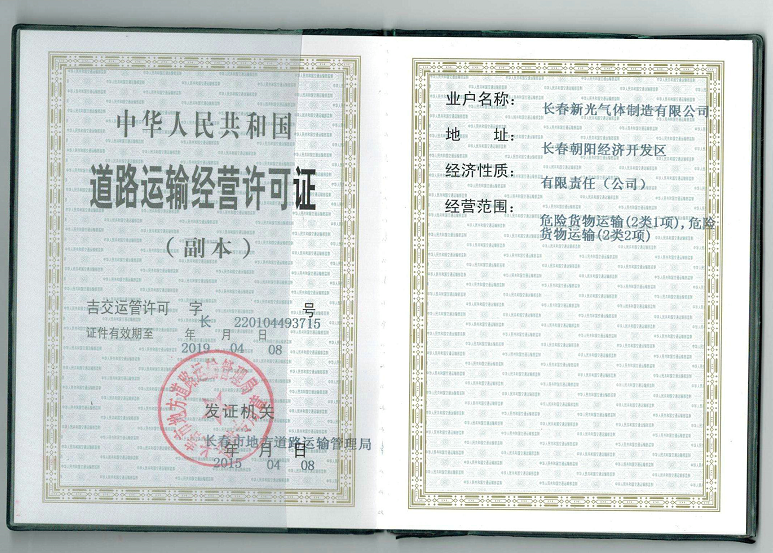 中华人民共和国
道路运输经营许可证
（副本）
吉交运管许可 字 号
长 220104493715
证件有效期至 年 月 日
2019 04 08
发证机关
长春市地方道路运输管理局
年 月 日
2015 04 08
业户名称：
长春新光气体制造有限公司
地 址：
长春朝阳经济开发区
经济性质：
有限责任（公司）
经营范围：
危险货物运输(2类1项),危险
货物运输(2类2项)